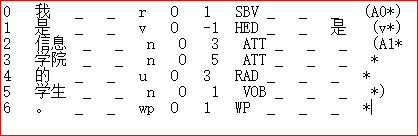 0 我 _ _ r 0 1 SBV _ _ _ (A0*)
1 是 _ _ v 0 -1 HED _ _ 是 (v*)
2 信息 _ _ n 0 3 ATT _ _ _ (A1*
3 学院 _ _ n 0 5 ATT _ _ _ *
4 的 _ _ u 0 3 RAD _ _ _ *
5 学生 _ _ n 0 1 VOB _ _ _ *)
6 。 _ _ wp 0 1 WP _ _ _ *